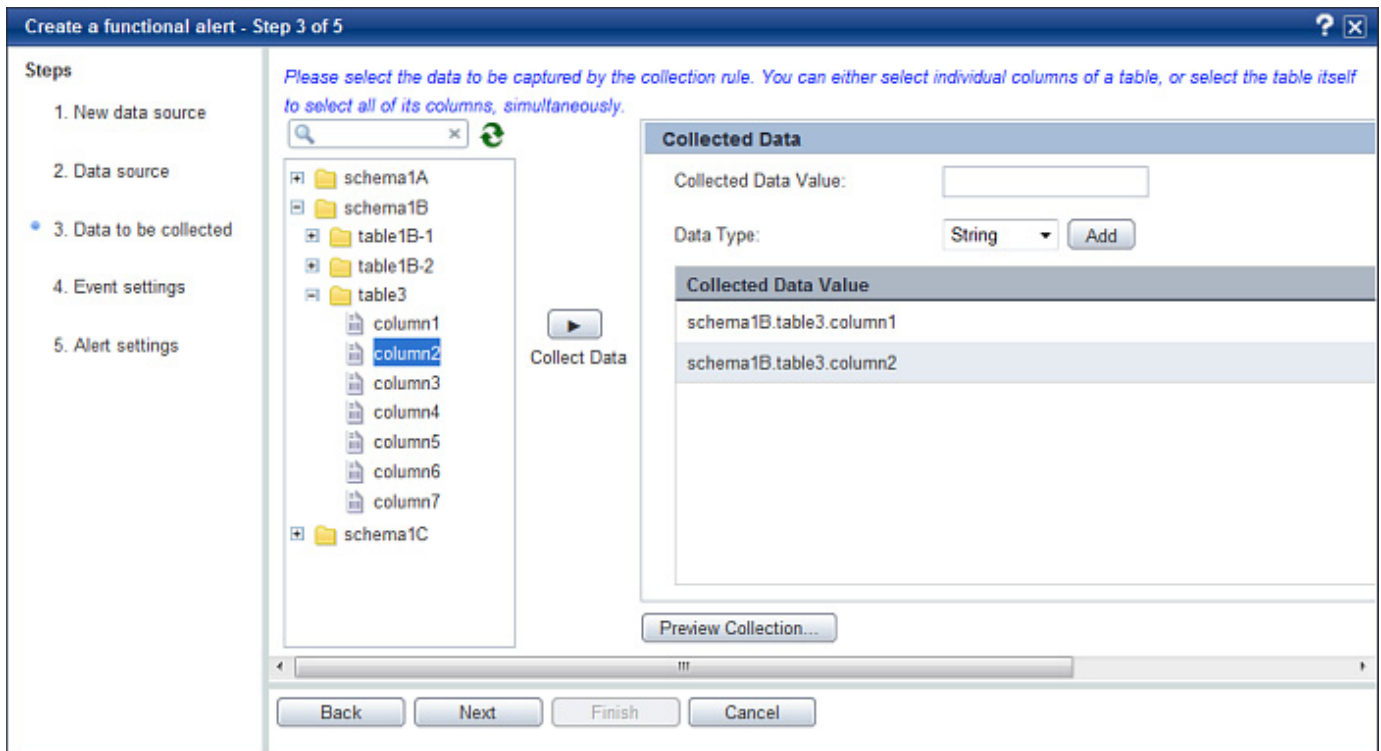 Create a functional alert - Step 3 of 5
?
Steps
1. New data source
2. Data source
3. Data to be collected
4. Event settings
5. Alert settings
Please select the data to be captured by the collection rule. You can either select individual columns of a table, or select the table itself
to select all of its columns, simultaneously.
schema1A
schema1B
table1B-1
table1B-2
table3
column1
column2
column3
column4
column5
column6
column7
schema1C
Collect Data
Collected Data
Collected Data Value:
Data Type: String Add
Collected Data Value
schema1B.table3.column1
schema1B.table3.column2
Preview Collection...
Back Next Finish Cancel